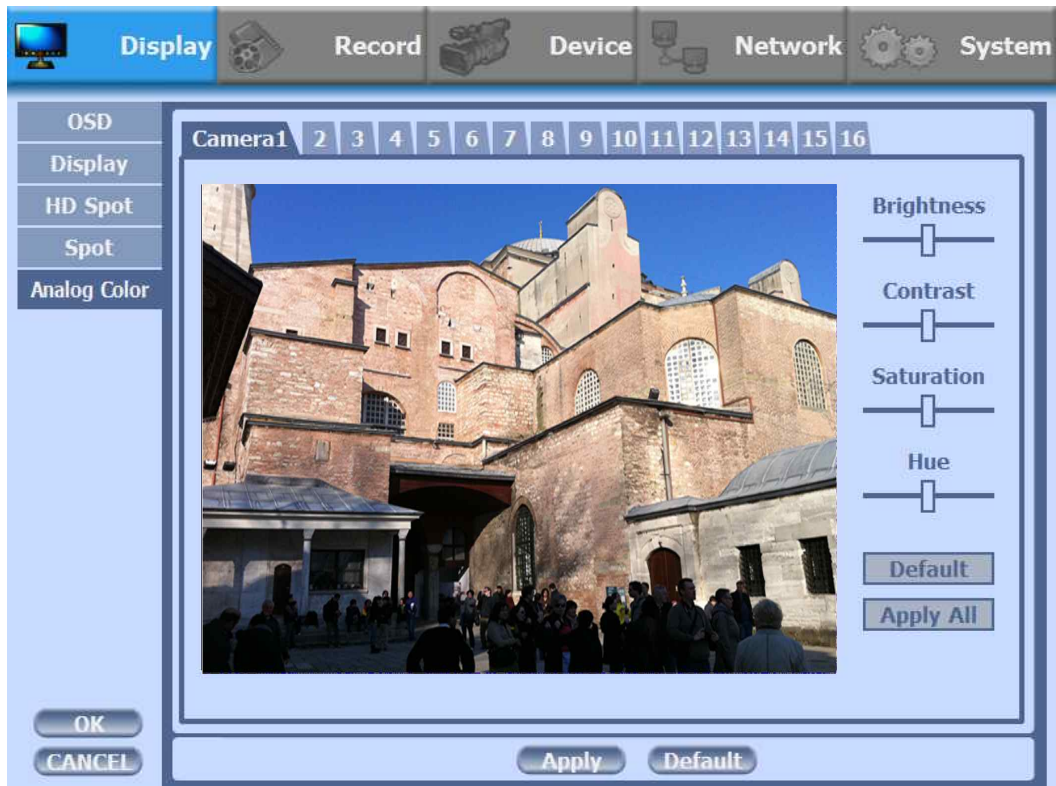 Display Record Device Network System
OSD
Display
HD Spot
Spot
Analog Color
Camera1 2 3 4 5 6 7 8 9 10 11 12 13 14 15 16
Brightness
Contrast
Saturation
Hue
Default
Apply All
OK
CANCEL
Apply Default